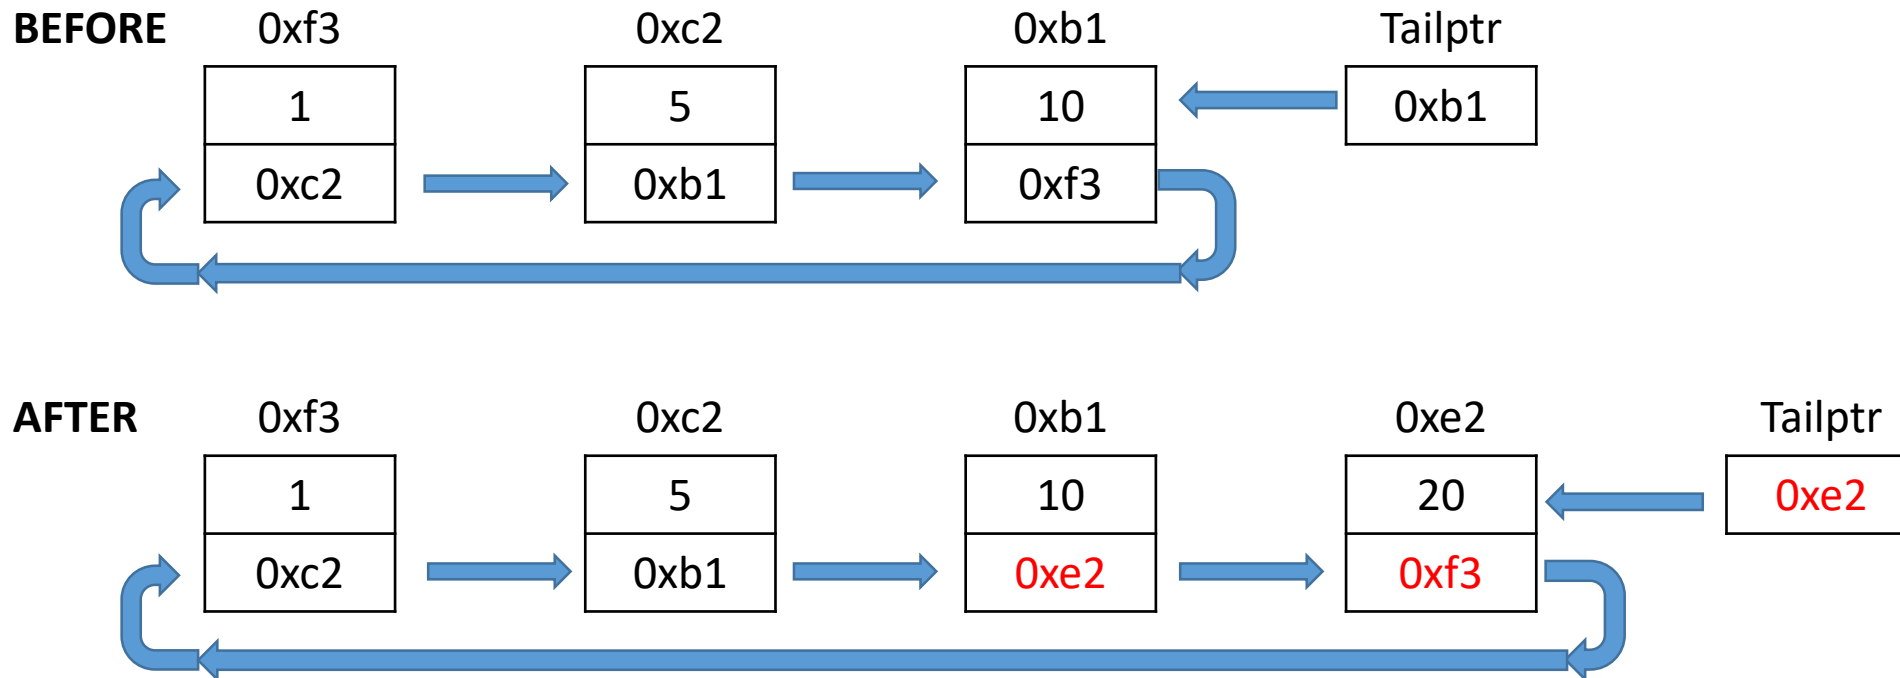 BEFORE 0xf3 0xc2 0xb1 Tailptr
1 5 10 0xb1
0xc2 0xb1 0xf3
AFTER 0xf3 0xc2 0xb1 0xe2 Tailptr
1 5 10 20 0xe2
0xc2 0xb1 0xe2 0xf3